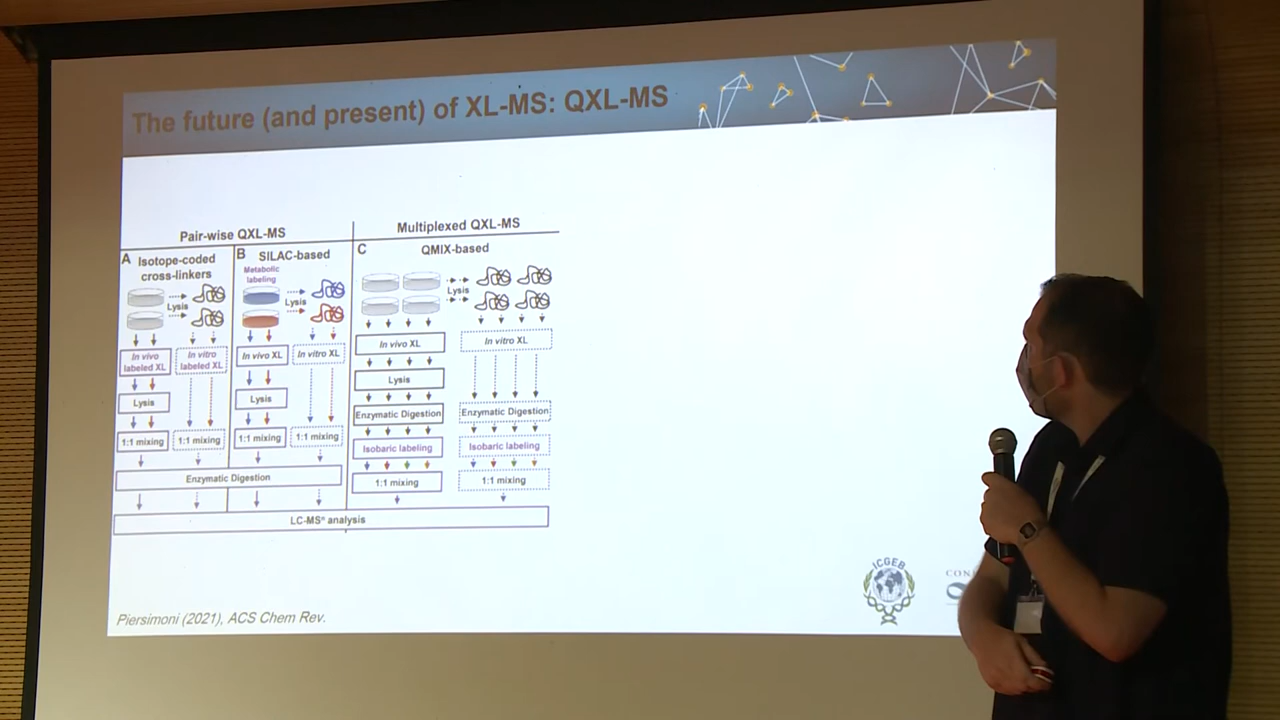 The future (and present) of XL-MS: QXL-MS
Pair-wise QXL-MS
Multiplexed QXL-MS
A
Isotope-coded
cross-linkers
Lysis
In vivo
labeled XL
In vitro
labeled XL
Lysis
1:1 mixing
1:1 mixing
B
SILAC-based
Metabolic
labeling
Lysis
In vivo XL
In vitro XL
Lysis
1:1 mixing
1:1 mixing
Enzymatic Digestion
C
QMIX-based
Lysis
In vivo XL
In vitro XL
Lysis
Enzymatic Digestion
Enzymatic Digestion
Isobaric labeling
Isobaric labeling
1:1 mixing
1:1 mixing
LC-MSⁿ analysis
Piersimoni (2021), ACS Chem Rev.
ICGEB